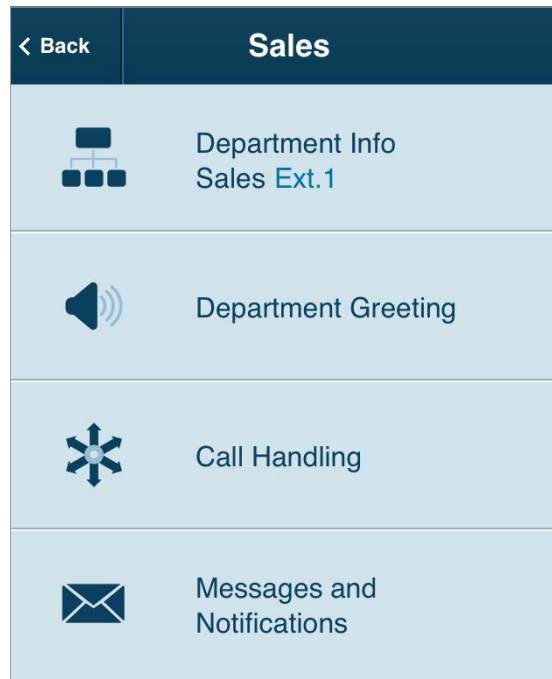 Back
Sales
Department Info
Sales Ext.1
Department Greeting
Call Handling
Messages and
Notifications